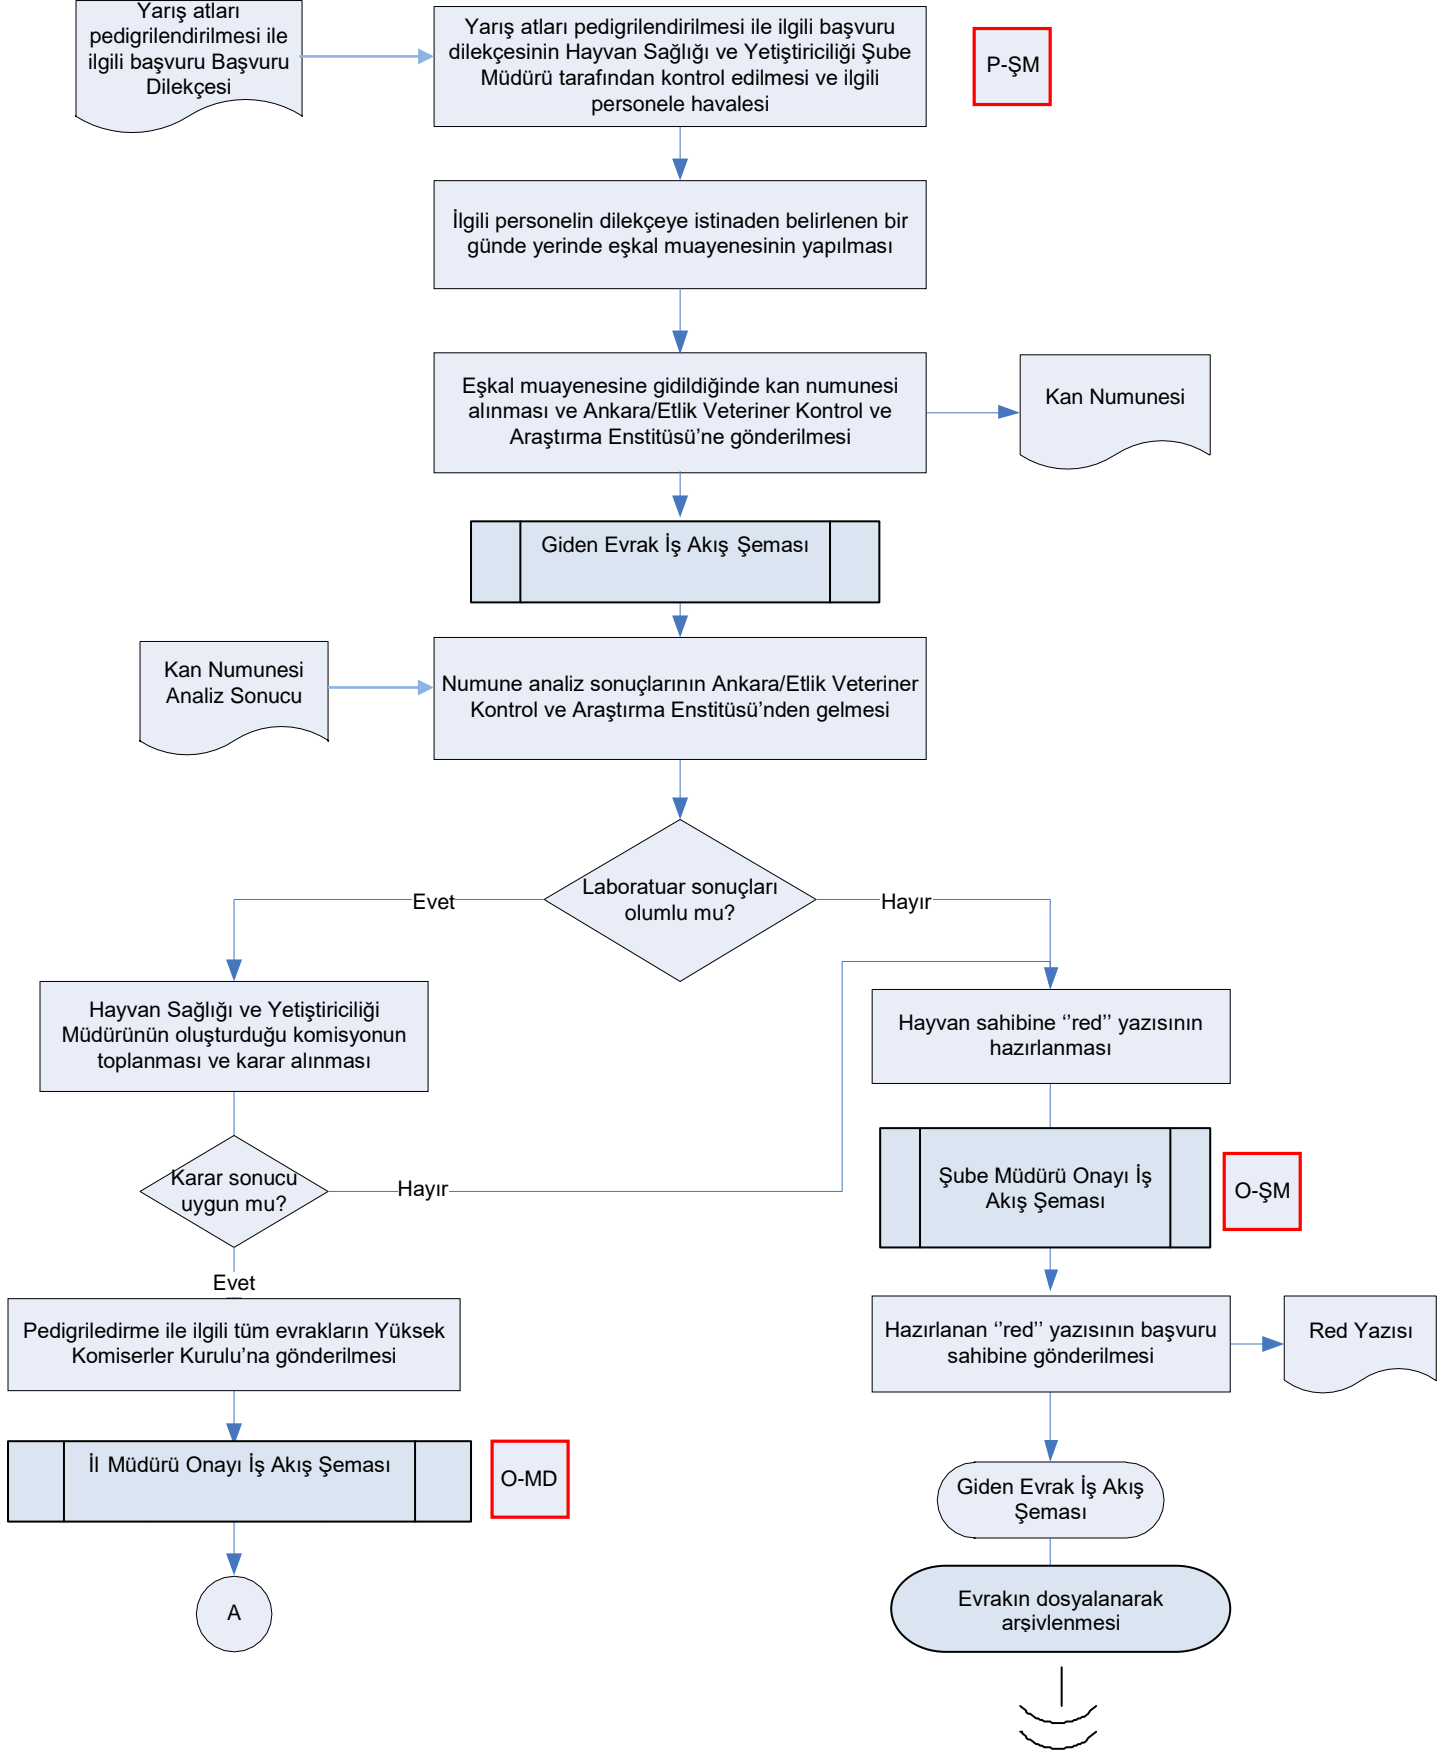 Yarış atları
pedigrilendirilmesi ile
ilgili başvuru Başvuru
Dilekçesi
Yarış atları pedigrilendirilmesi ile ilgili başvuru
dilekçesinin Hayvan Sağlığı ve Yetiştiriciliği Şube
Müdürü tarafından kontrol edilmesi ve ilgili
personele havalesi
P-ŞM
İlgili personelin dilekçeye istinaden belirlenen bir
günde yerinde eşkal muayenesinin yapılması
Eşkal muayenesine gidildiğinde kan numunesi
alınması ve Ankara/Etlik Veteriner Kontrol ve
Araştırma Enstitüsü’ne gönderilmesi
Kan Numunesi
Giden Evrak İş Akış Şeması
Kan Numunesi
Analiz Sonucu
Numune analiz sonuçlarının Ankara/Etlik Veteriner
Kontrol ve Araştırma Enstitüsü’nden gelmesi
Laboratuar sonuçları
olumlu mu?
Evet
Hayır
Hayvan Sağlığı ve Yetiştiriciliği
Müdürünün oluşturduğu komisyonun
toplanması ve karar alınması
Hayvan sahibine ‘’red’’ yazısının
hazırlanması
Karar sonucu
uygun mu?
Hayır
Şube Müdürü Onayı İş
Akış Şeması
O-ŞM
Evet
Pedigriledirme ile ilgili tüm evrakların Yüksek
Komiserler Kurulu’na gönderilmesi
Hazırlanan ‘’red’’ yazısının başvuru
sahibine gönderilmesi
Red Yazısı
İl Müdürü Onayı İş Akış Şeması
O-MD
Giden Evrak İş Akış
Şeması
A
Evrakın dosyalanarak
arşivlenmesi